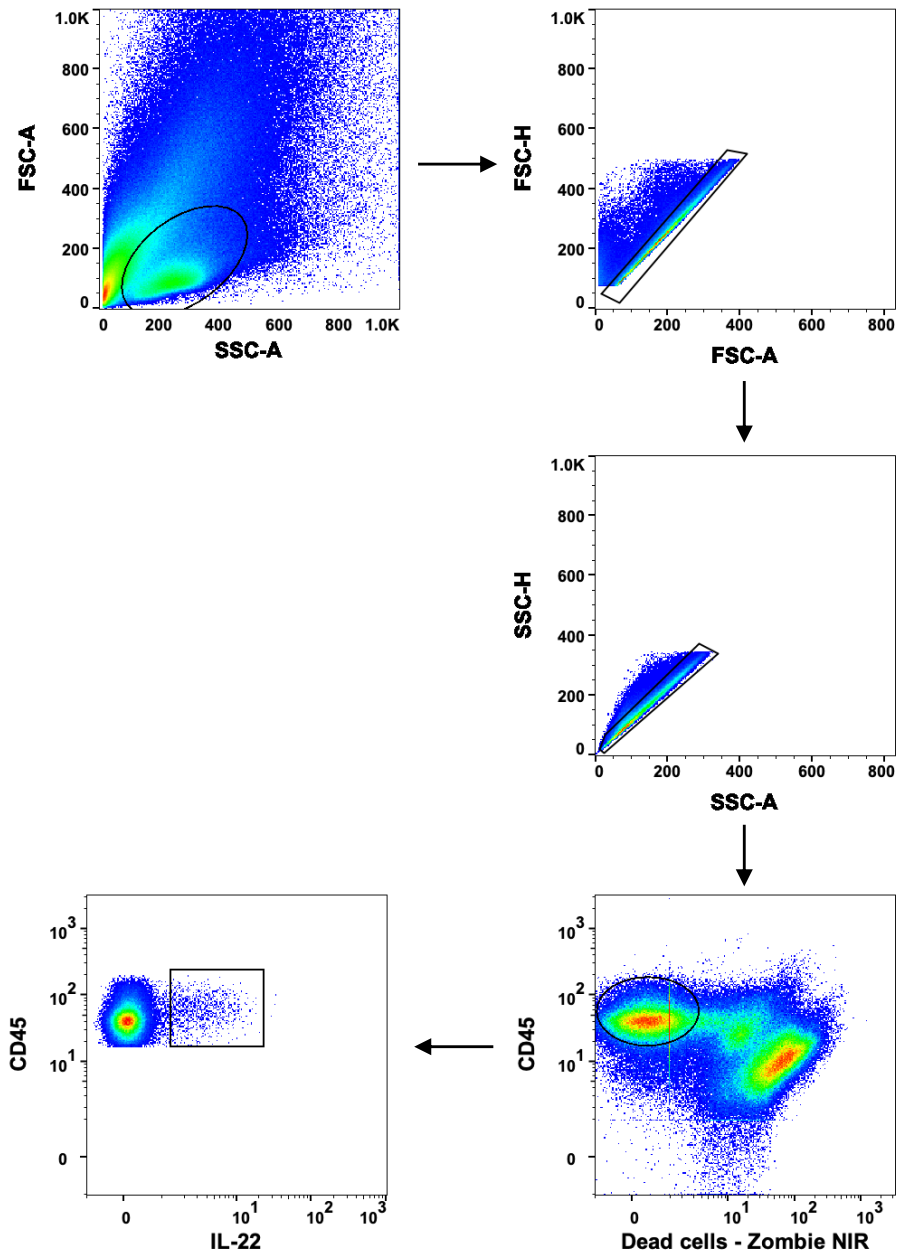 1.0K
800
600
400
200
0
FSC-A
0 200 400 600 800 1.0K
SSC-A
1.0K
800
600
400
200
0
FSC-H
0 200 400 600 800
FSC-A
1.0K
800
600
400
200
0
SSC-H
0 200 400 600 800
SSC-A
10³
10²
10¹
0
CD45
0 10¹ 10² 10³
IL-22
10³
10²
10¹
0
CD45
0 10¹ 10² 10³
Dead cells - Zombie NIR